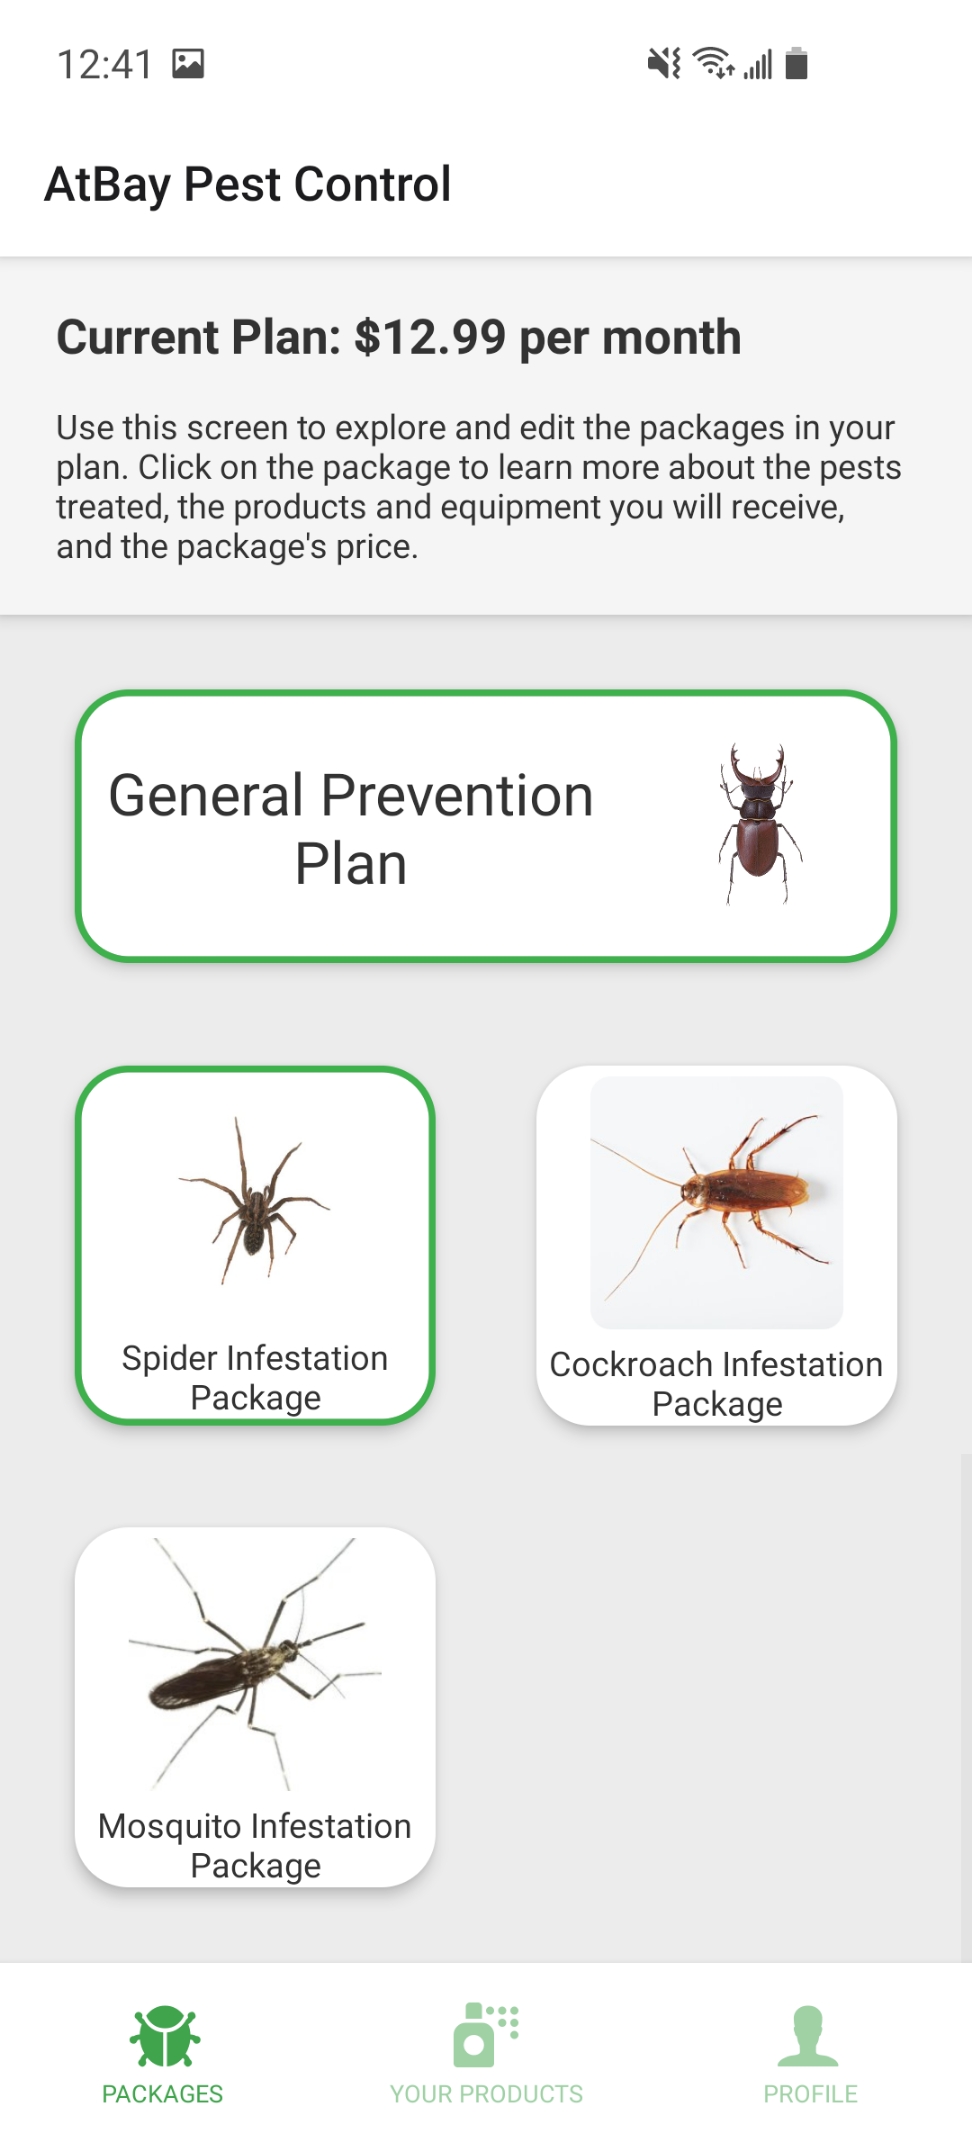 12:41
AtBay Pest Control
Current Plan: $12.99 per month
Use this screen to explore and edit the packages in your
plan. Click on the package to learn more about the pests
treated, the products and equipment you will receive,
and the package's price.
General Prevention
Plan
Spider Infestation
Package
Cockroach Infestation
Package
Mosquito Infestation
Package
PACKAGES
YOUR PRODUCTS
PROFILE